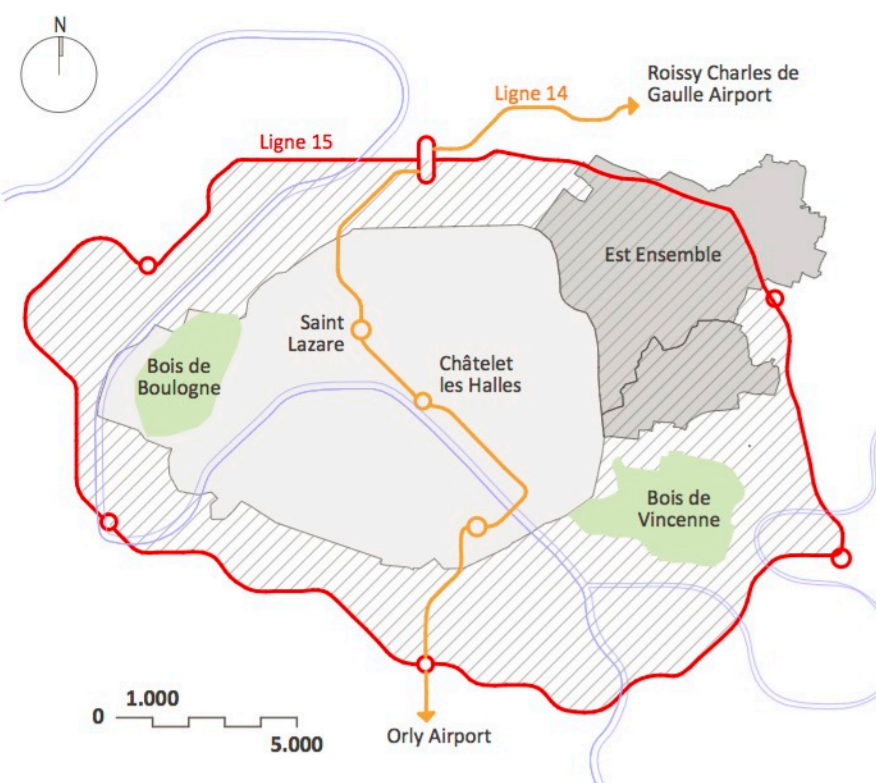 N
Roissy Charles de
Gaulle Airport
Ligne 14
Ligne 15
Est Ensemble
Saint
Lazare
Châtelet
les Halles
Bois de
Boulogne
Bois de
Vincenne
1.000
0
5.000
Orly Airport